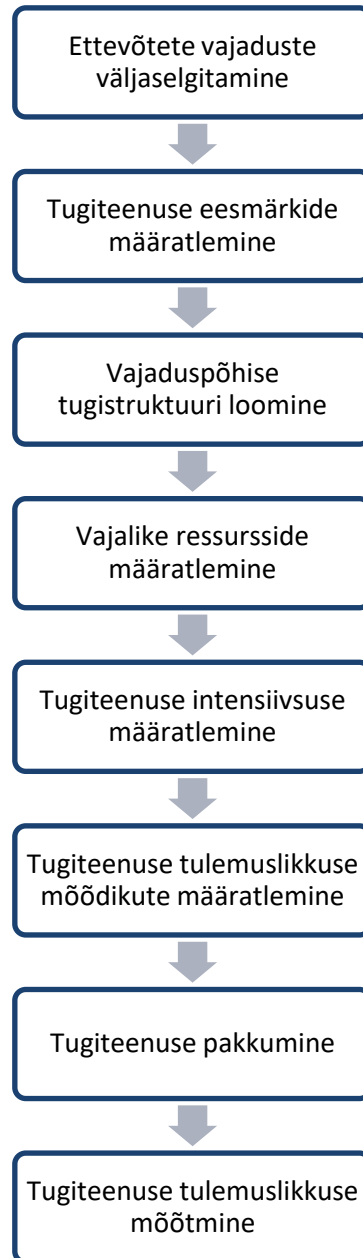 Ettevõtete vajaduste
väljaselgitamine
Tugiteenuse eesmärkide
määratlemine
Vajaduspõhise
tugistruktuuri loomine
Vajalike ressursside
määratlemine
Tugiteenuse intensiivsuse
määratlemine
Tugiteenuse tulemuslikkuse
mõõdikute määratlemine
Tugiteenuse pakkumine
Tugiteenuse tulemuslikkuse
mõõtmine